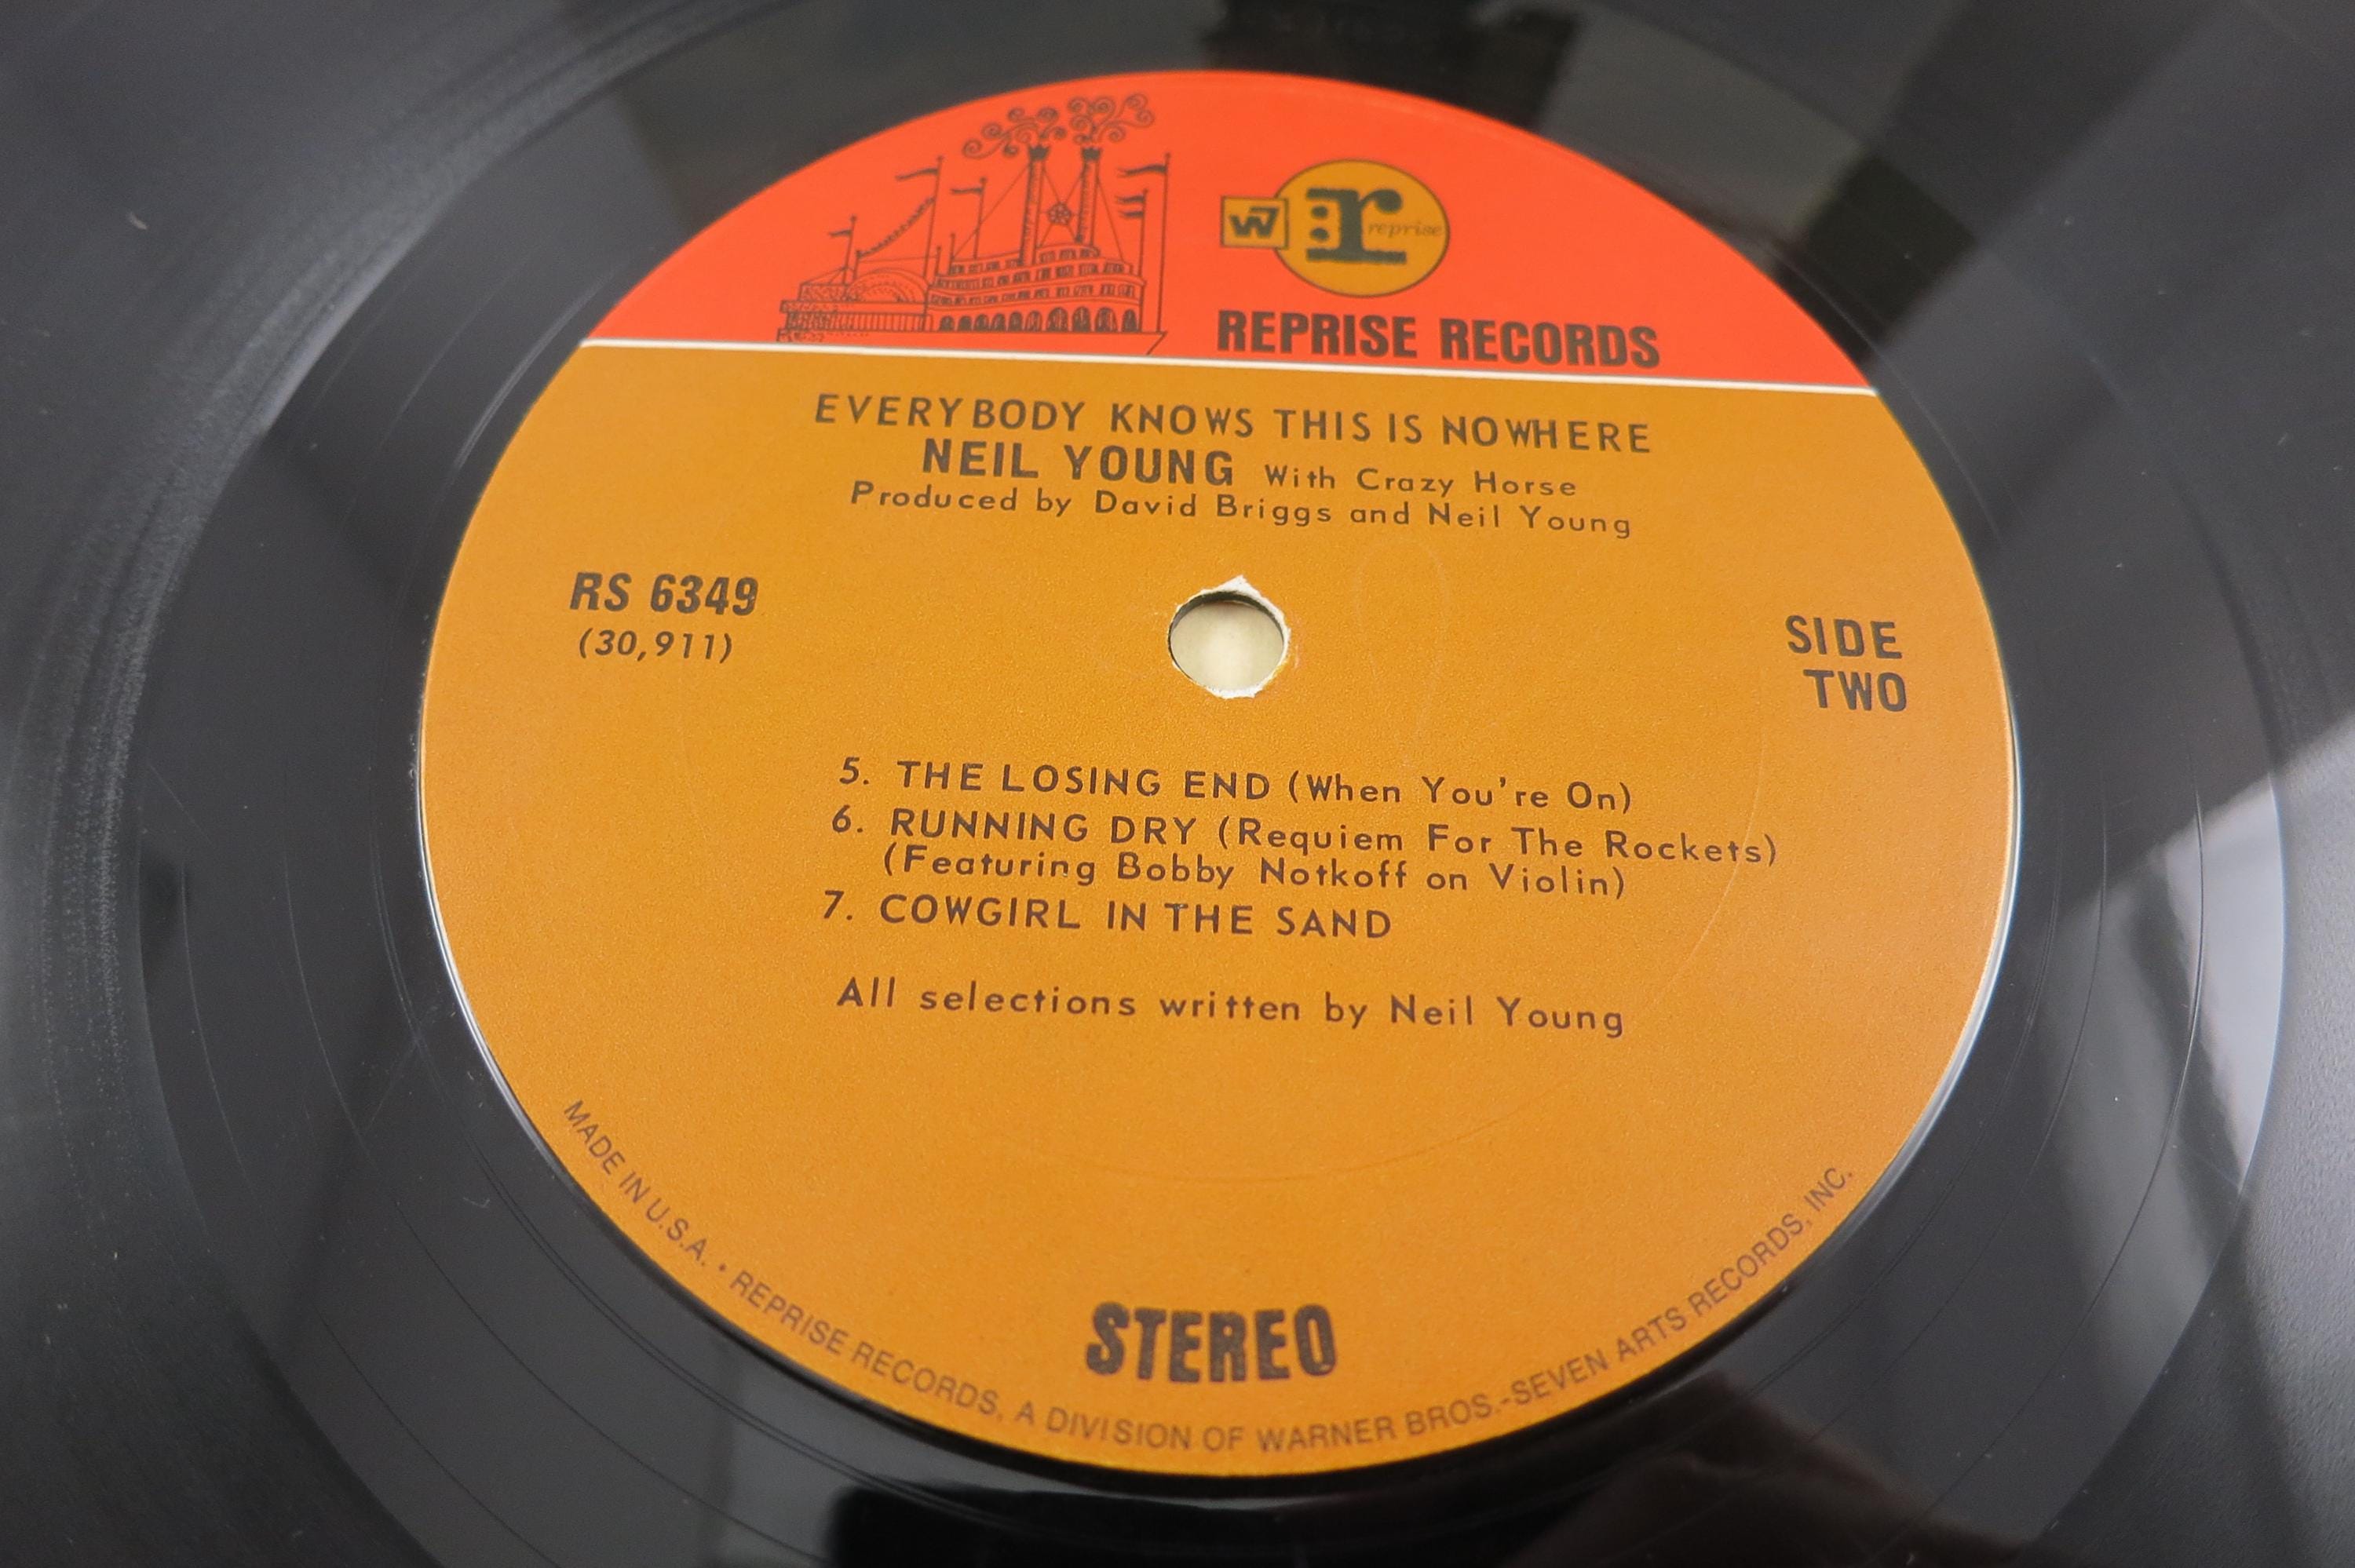 W7
r: reprise
REPRISE RECORDS
EVERYBODY KNOWS THIS IS NOWHERE
NEIL YOUNG With Crazy Horse
Produced by David Briggs and Neil Young
RS 6349
(30,911)
SIDE
TWO
5. THE LOSING END (When You're On)
6. RUNNING DRY (Requiem For The Rockets)
(Featuring Bobby Notkoff on Violin)
7. COWGIRL IN THE SAND
All selections written by Neil Young
STEREO
MADE IN U.S.A. • REPRISE RECORDS, A DIVISION OF WARNER BROS.-SEVEN ARTS RECORDS, INC.